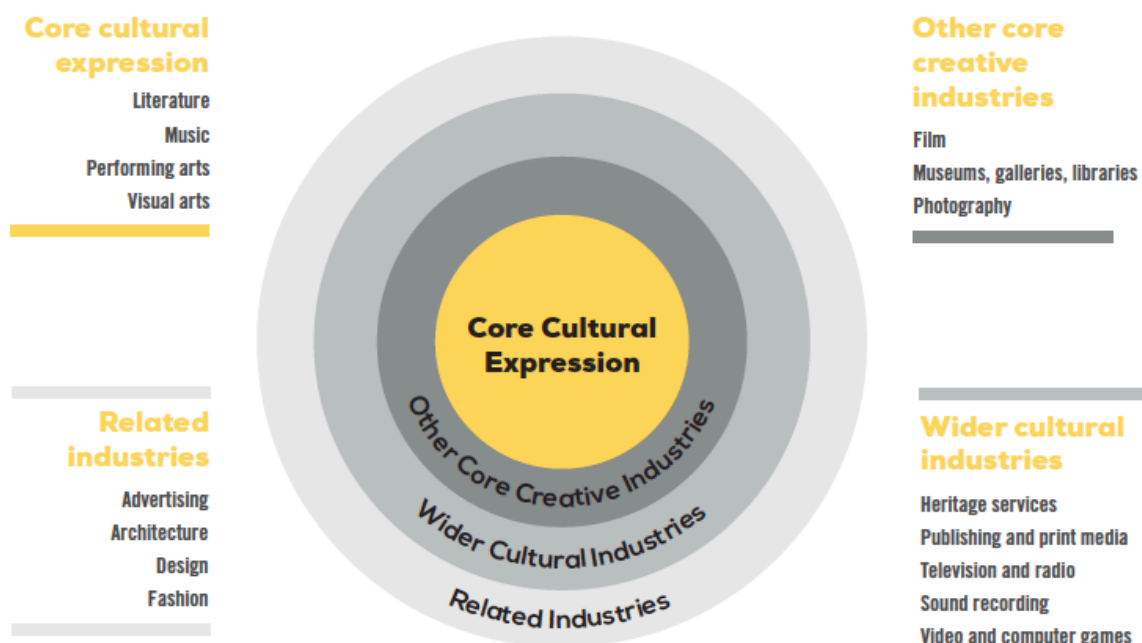 Core cultural
expression
Literature
Music
Performing arts
Visual arts
Other core
creative
industries
Film
Museums, galleries, libraries
Photography
Core Cultural
Expression
Other Core Creative Industries
Wider Cultural Industries
Related Industries
Related
industries
Advertising
Architecture
Design
Fashion
Wider cultural
industries
Heritage services
Publishing and print media
Television and radio
Sound recording
Video and computer games